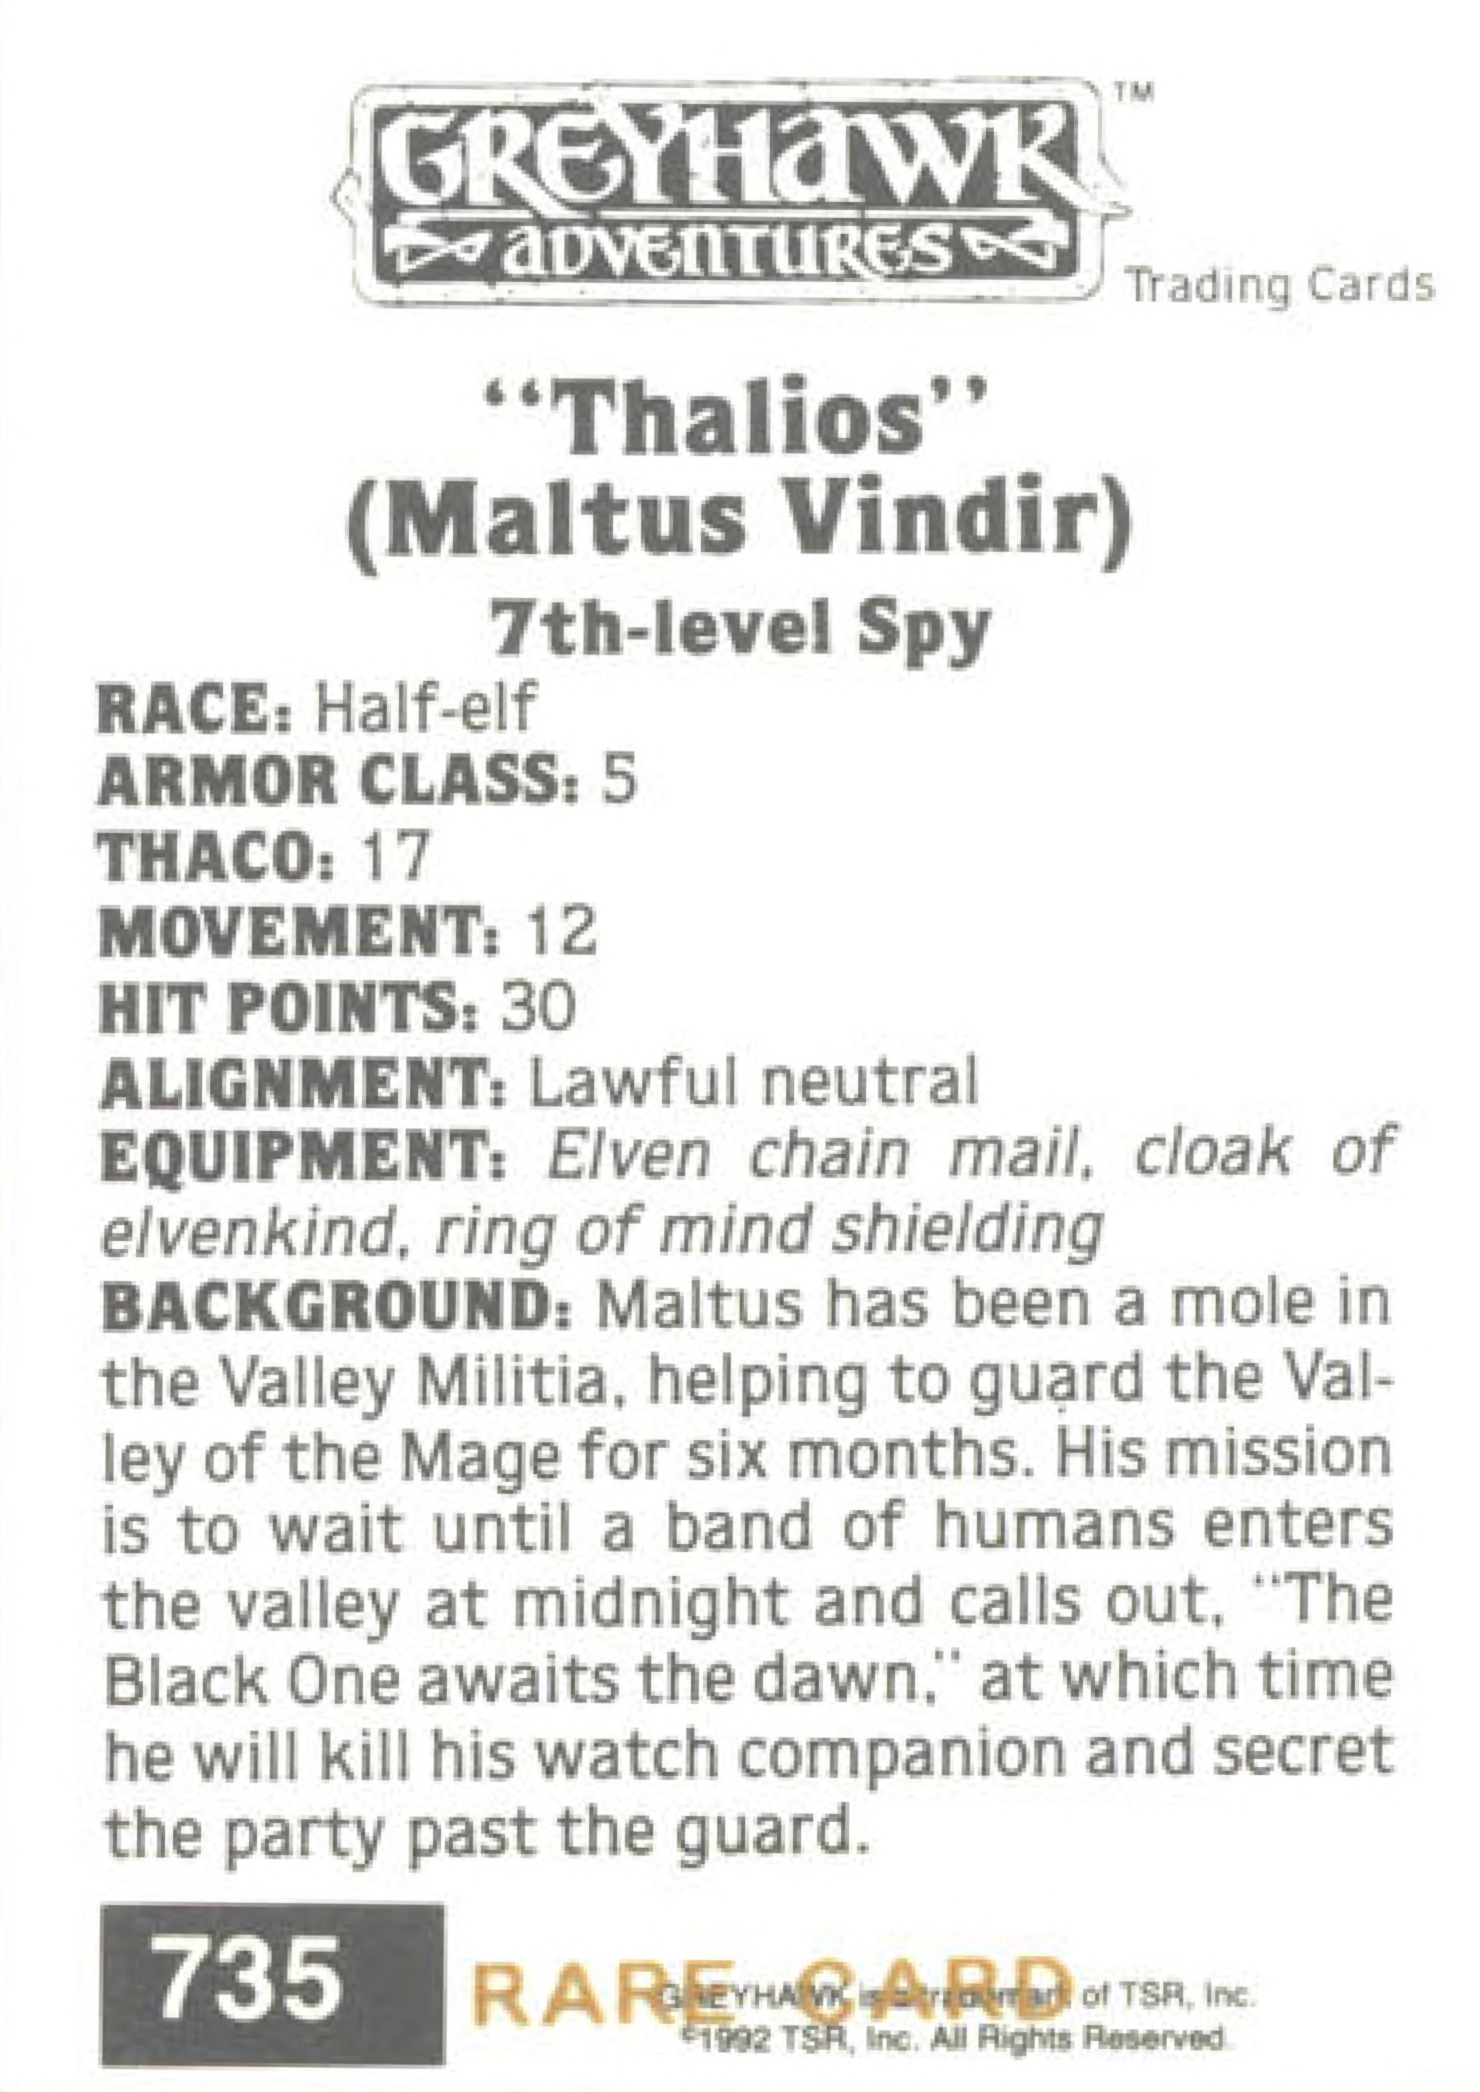 GREYHAWK™
ADVENTURES
Trading Cards
“Thalios”
(Maltus Vindir)
7th-level Spy
RACE: Half-elf
ARMOR CLASS: 5
THACO: 17
MOVEMENT: 12
HIT POINTS: 30
ALIGNMENT: Lawful neutral
EQUIPMENT: Elven chain mail, cloak of
elvenkind, ring of mind shielding
BACKGROUND: Maltus has been a mole in
the Valley Militia, helping to guard the Val-
ley of the Mage for six months. His mission
is to wait until a band of humans enters
the valley at midnight and calls out, “The
Black One awaits the dawn,” at which time
he will kill his watch companion and secret
the party past the guard.
735
RARE CARD
GREYHAWK is a trademark of TSR, Inc.
©1992 TSR, Inc. All Rights Reserved.